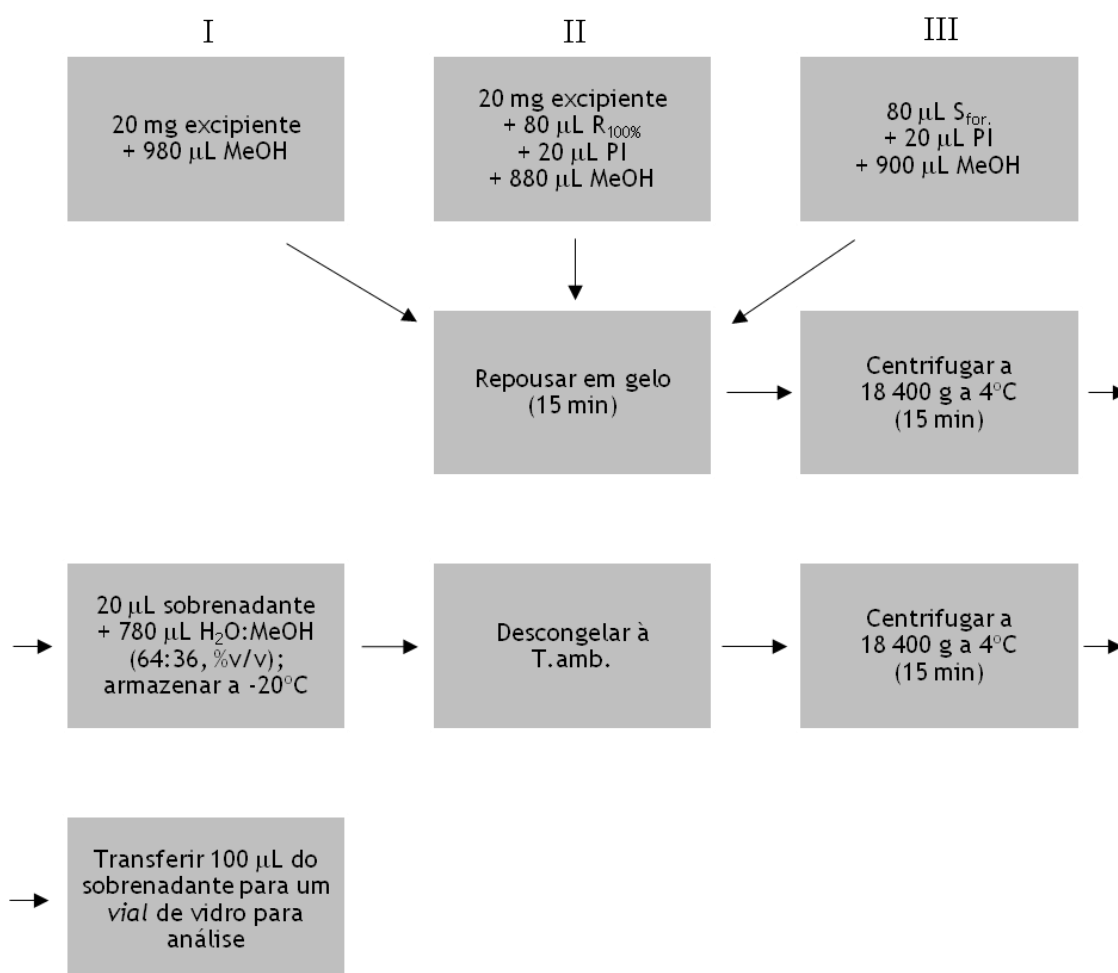 I
II
III
20 mg excipiente
+ 980 μL MeOH
20 mg excipiente
+ 80 μL R100%
+ 20 μL PI
+ 880 μL MeOH
80 μL Sfor.
+ 20 μL PI
+ 900 μL MeOH
Repousar em gelo
(15 min)
Centrifugar a
18 400 g a 4°C
(15 min)
20 μL sobrenadante
+ 780 μL H2O:MeOH
(64:36, %v/v);
armazenar a -20°C
Descongelar à
T.amb.
Centrifugar a
18 400 g a 4°C
(15 min)
Transferir 100 μL do
sobrenadante para um
vial de vidro para
análise